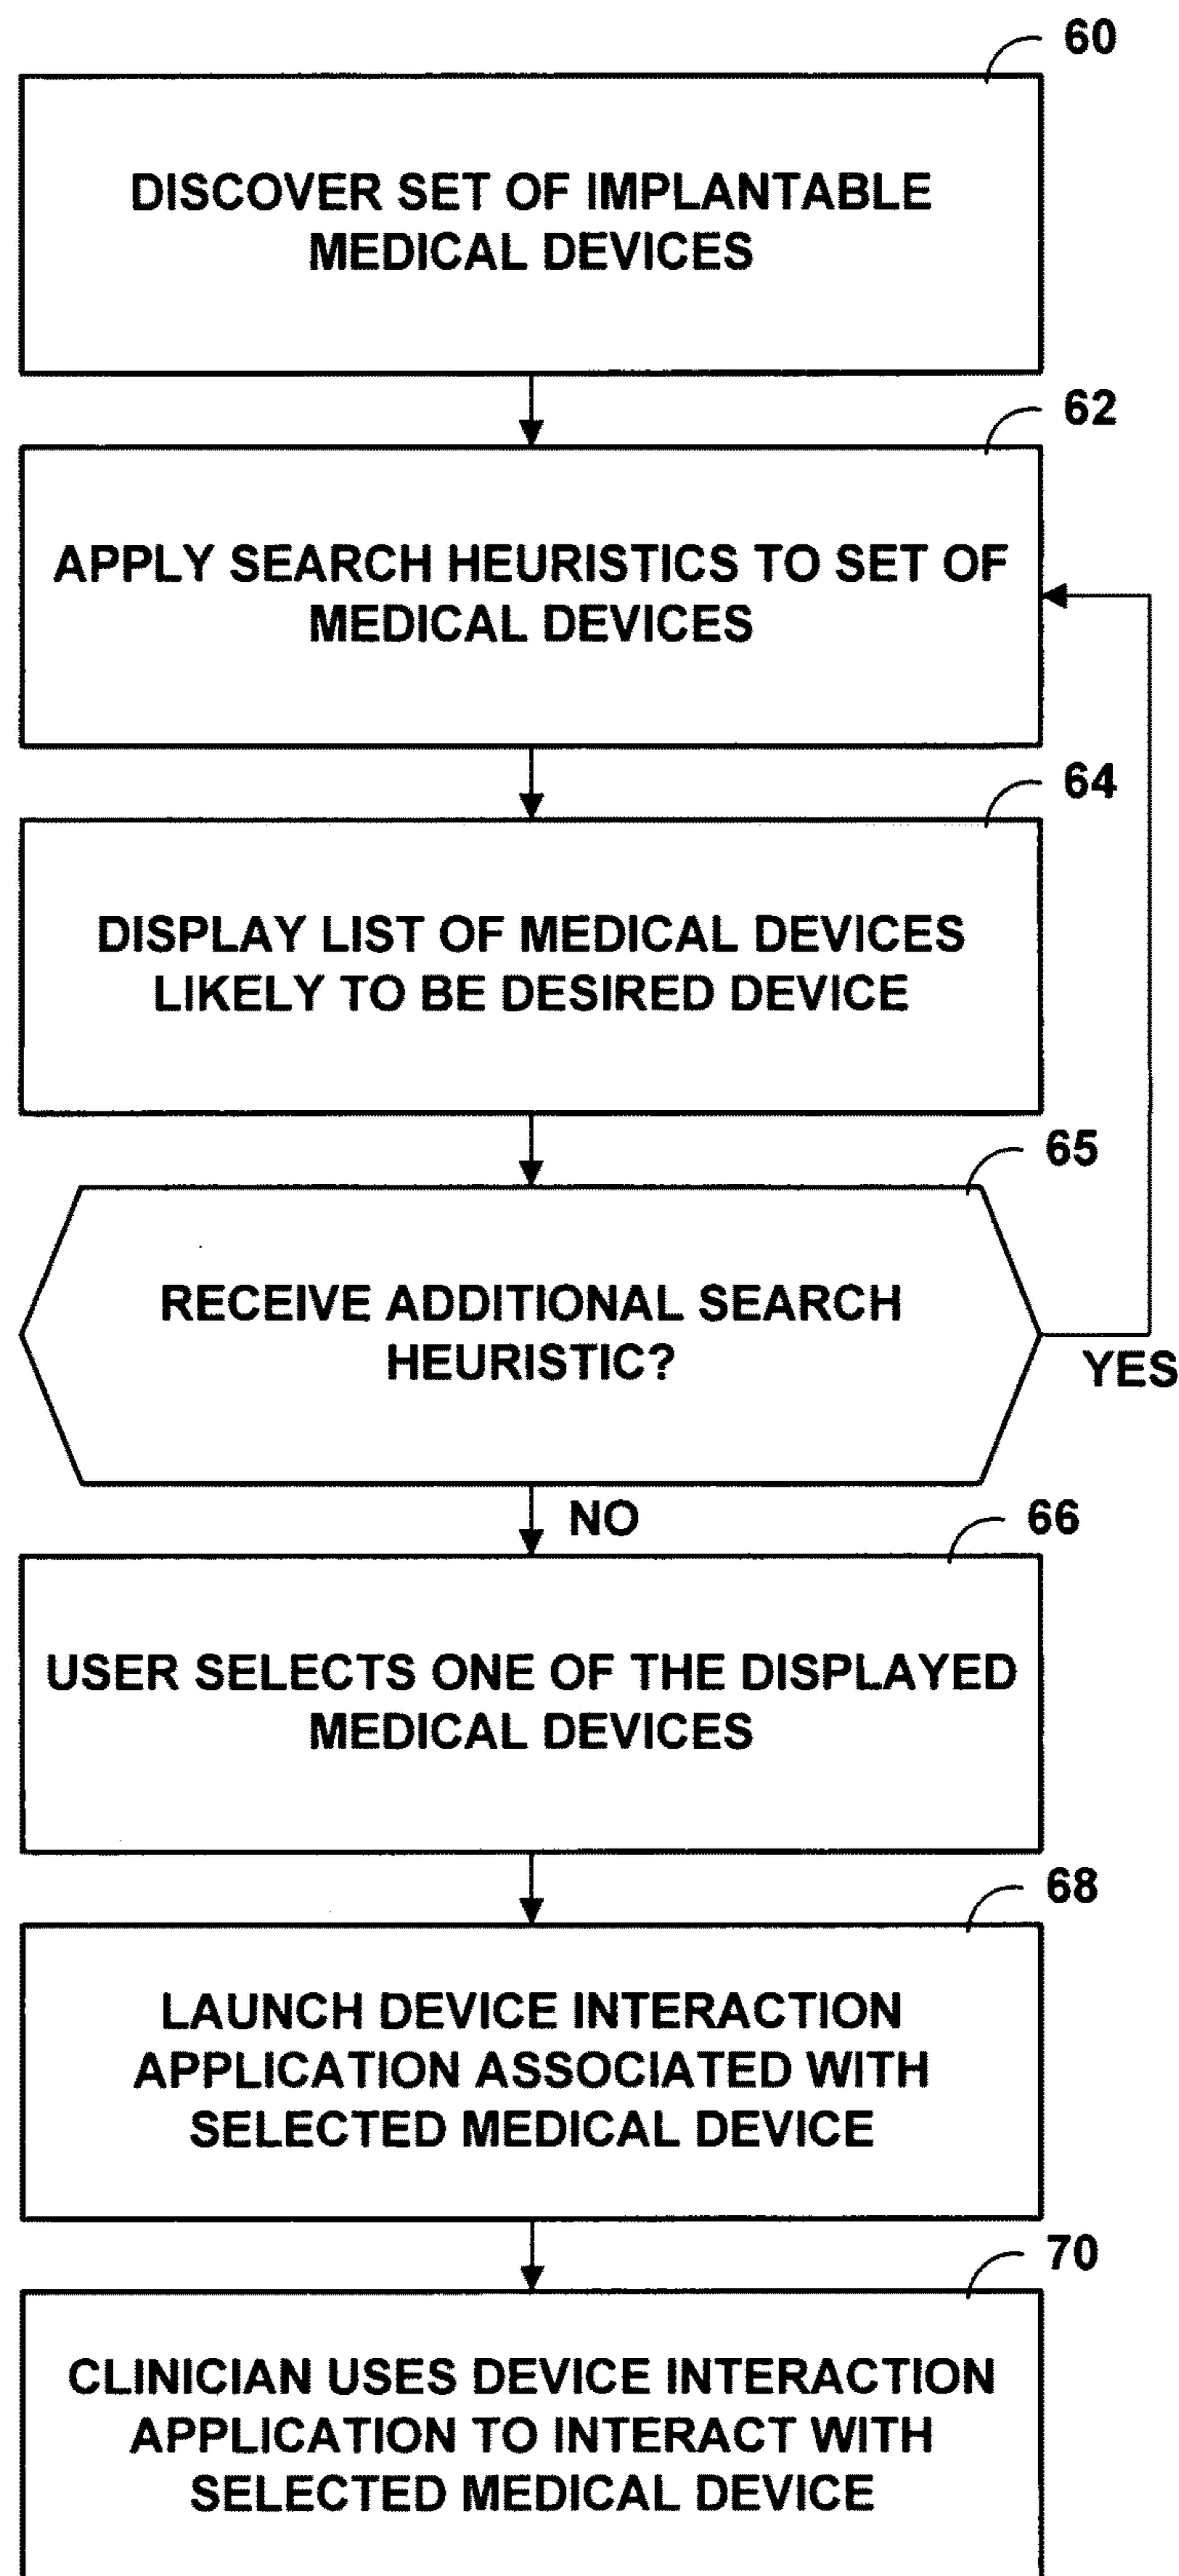 60
DISCOVER SET OF IMPLANTABLE
MEDICAL DEVICES
62
APPLY SEARCH HEURISTICS TO SET OF
MEDICAL DEVICES
64
DISPLAY LIST OF MEDICAL DEVICES
LIKELY TO BE DESIRED DEVICE
65
RECEIVE ADDITIONAL SEARCH
HEURISTIC?
YES
NO
66
USER SELECTS ONE OF THE DISPLAYED
MEDICAL DEVICES
68
LAUNCH DEVICE INTERACTION
APPLICATION ASSOCIATED WITH
SELECTED MEDICAL DEVICE
70
CLINICIAN USES DEVICE INTERACTION
APPLICATION TO INTERACT WITH
SELECTED MEDICAL DEVICE